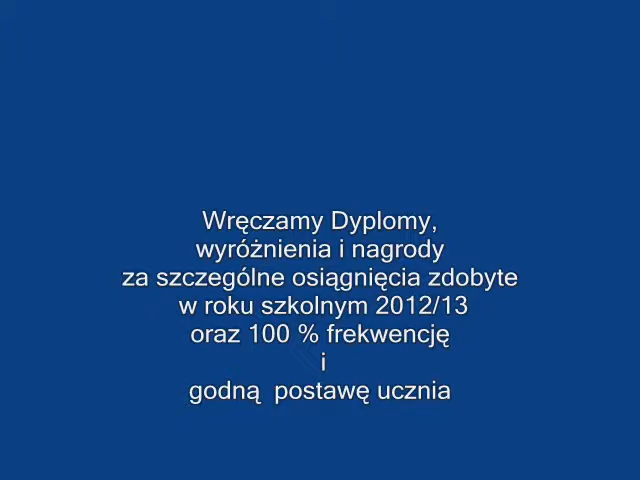 Wręczamy Dyplomy,
wyróżnienia i nagrody
za szczególne osiągnięcia zdobyte
w roku szkolnym 2012/13
oraz 100 % frekwencję
i
godną  postawę ucznia